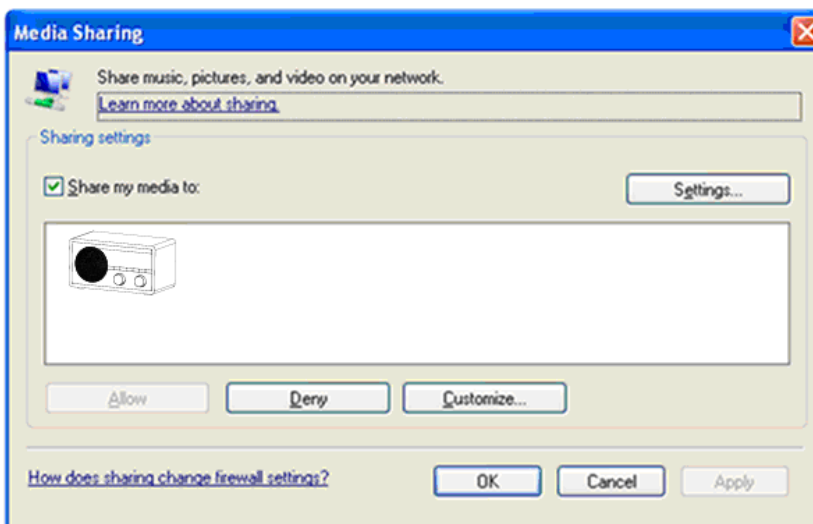 Media Sharing
Share music, pictures, and video on your network.
Learn more about sharing.
Sharing settings
Share my media to:
Settings...
Allow
Deny
Customize...
How does sharing change firewall settings?
OK
Cancel
Apply